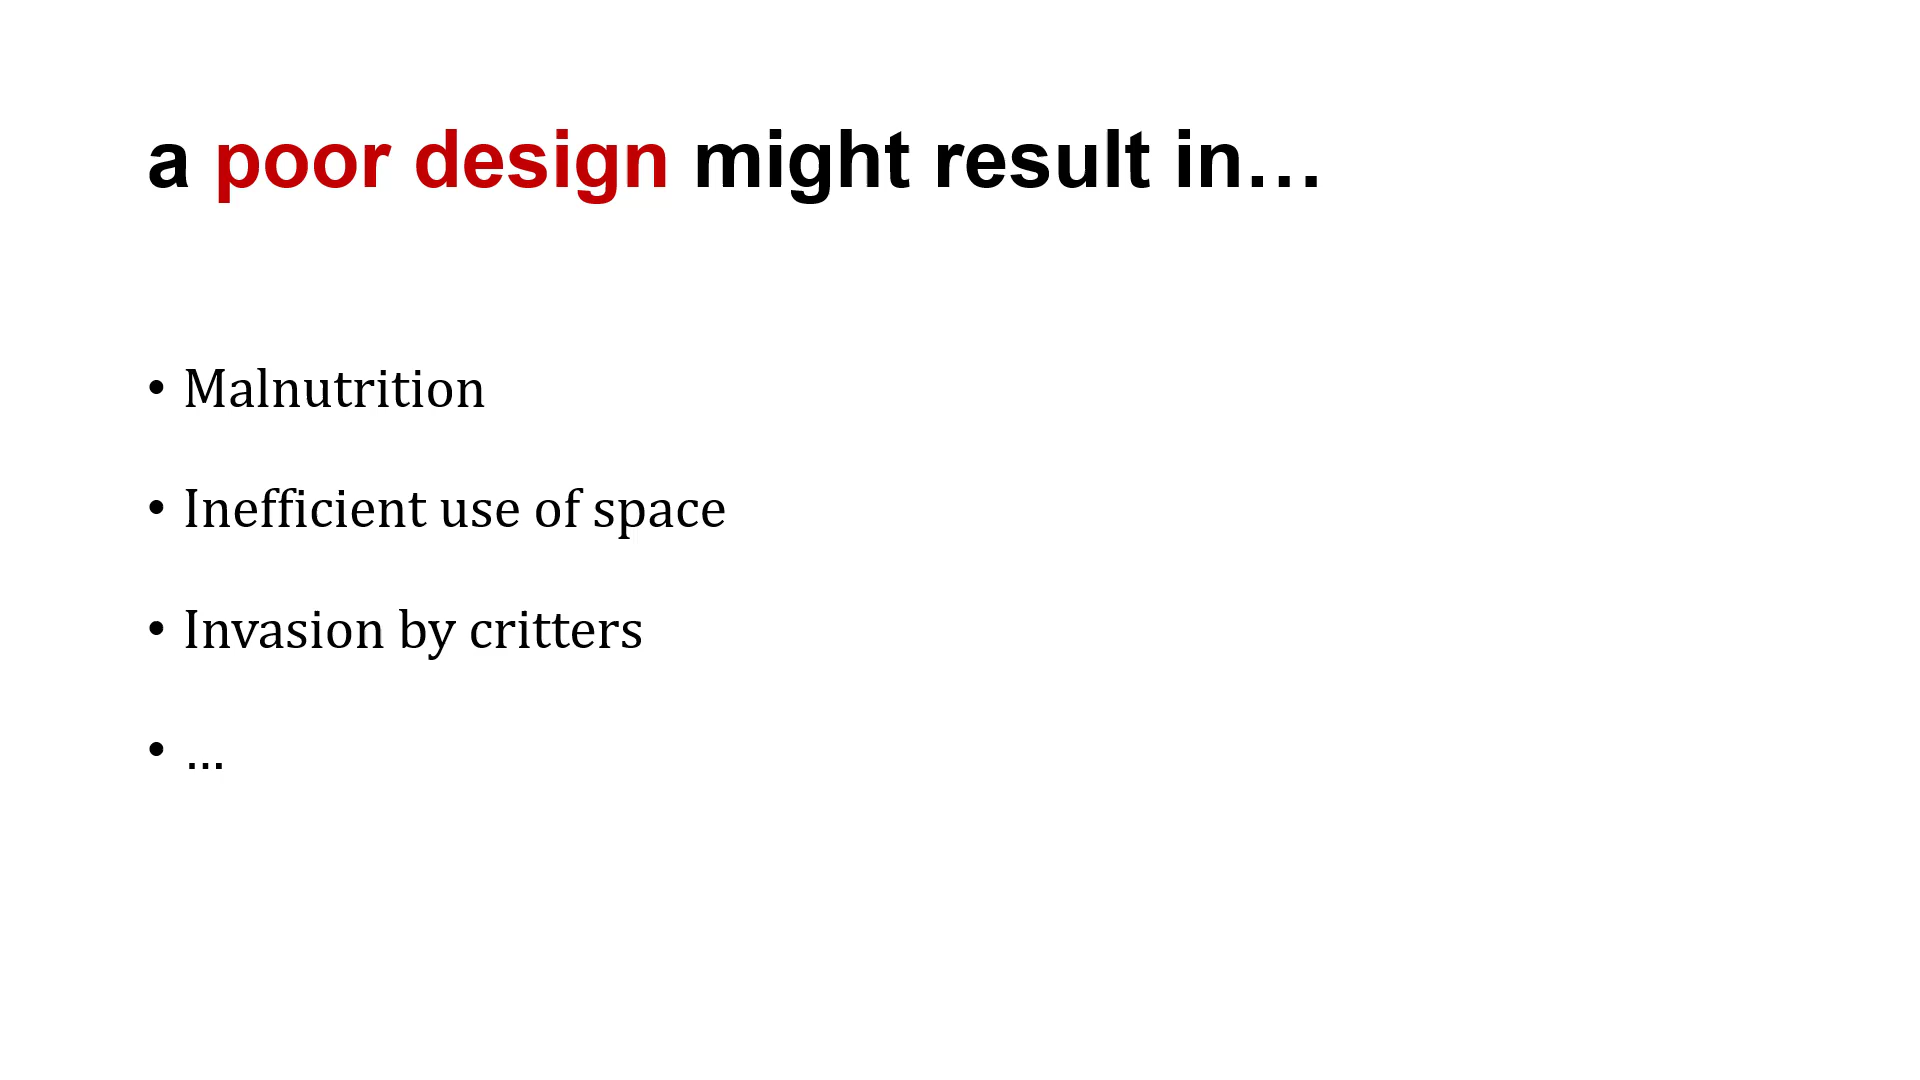 a poor design might result in…
• Malnutrition
• Inefficient use of space
• Invasion by critters
• …